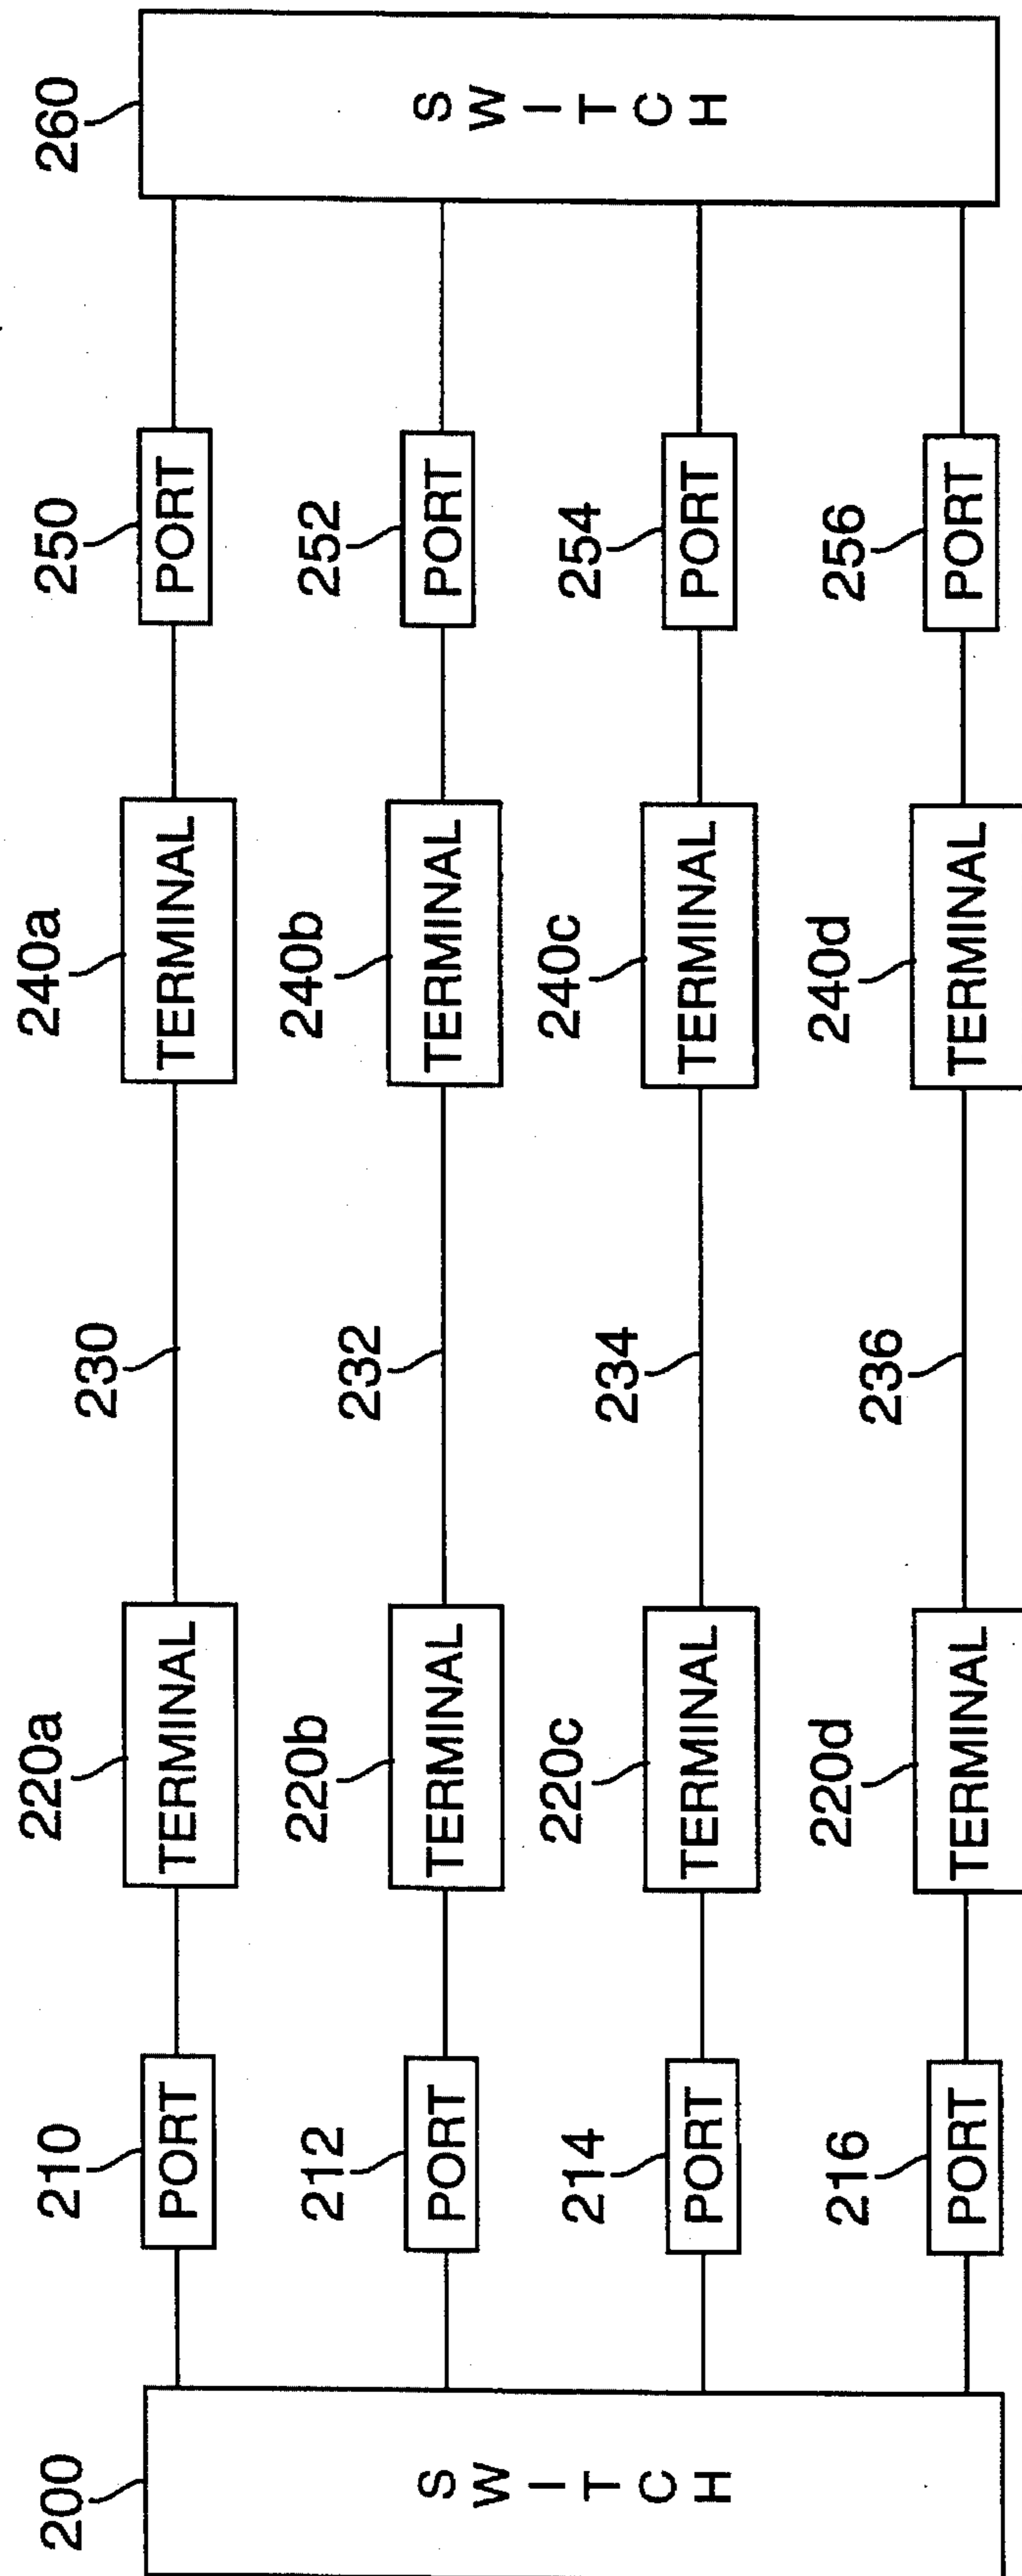 200
SWITCH
210
PORT
220a
TERMINAL
230
240a
TERMINAL
250
PORT
260
SWITCH
212
PORT
220b
TERMINAL
232
240b
TERMINAL
252
PORT
214
PORT
220c
TERMINAL
234
240c
TERMINAL
254
PORT
216
PORT
220d
TERMINAL
236
240d
TERMINAL
256
PORT